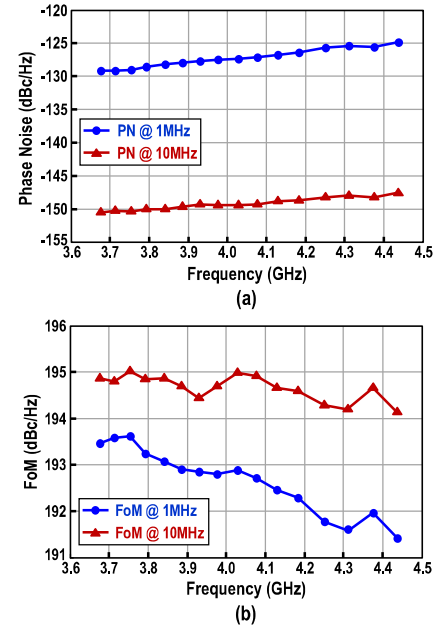 -120
-125
-130
-135
-140
-145
-150
-155
Phase Noise (dBc/Hz)
PN @ 1MHz
PN @ 10MHz
3.6 3.7 3.8 3.9 4.0 4.1 4.2 4.3 4.4 4.5
Frequency (GHz)
(a)
196
195
194
193
192
191
FoM (dBc/Hz)
FoM @ 1MHz
FoM @ 10MHz
3.6 3.7 3.8 3.9 4.0 4.1 4.2 4.3 4.4 4.5
Frequency (GHz)
(b)